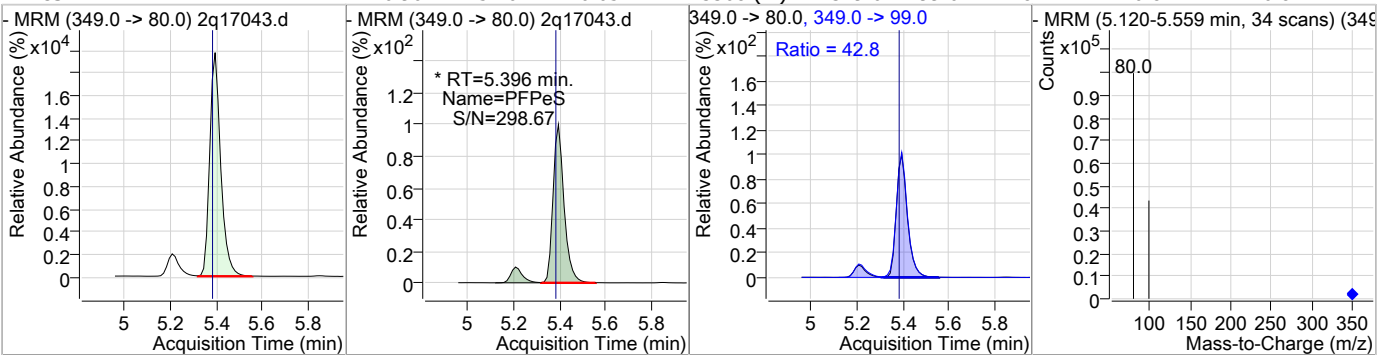 - MRM (349.0 -> 80.0) 2q17043.d
x10⁴
Relative Abundance (%)
1.6
1.4
1.2
1
0.8
0.6
0.4
0.2
0
5 5.2 5.4 5.6 5.8
Acquisition Time (min)
- MRM (349.0 -> 80.0) 2q17043.d
x10²
Relative Abundance (%)
* RT=5.396 min.
Name=PFPeS
S/N=298.67
1.2
1
0.8
0.6
0.4
0.2
0
5 5.2 5.4 5.6 5.8
Acquisition Time (min)
349.0 -> 80.0, 349.0 -> 99.0
x10²
Ratio = 42.8
Relative Abundance (%)
1.6
1.4
1.2
1
0.8
0.6
0.4
0.2
0
5 5.2 5.4 5.6 5.8
Acquisition Time (min)
- MRM (5.120-5.559 min, 34 scans) (349
x10⁵
Counts
80.0
0.9
0.8
0.7
0.6
0.5
0.4
0.3
0.2
0.1
0
100 150 200 250 300 350
Mass-to-Charge (m/z)